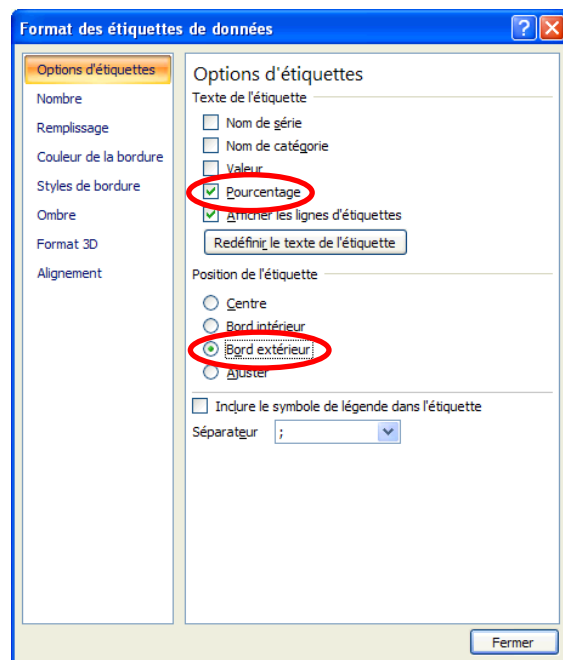 Format des étiquettes de données
Options d'étiquettes
Nombre
Remplissage
Couleur de la bordure
Styles de bordure
Ombre
Format 3D
Alignement
Options d'étiquettes
Texte de l'étiquette
Nom de série
Nom de catégorie
Valeur
Pourcentage
Afficher les lignes d'étiquettes
Redéfinir le texte de l'étiquette
Position de l'étiquette
Centre
Bord intérieur
Bord extérieur
Ajuster
Inclure le symbole de légende dans l'étiquette
Séparateur ;
Fermer